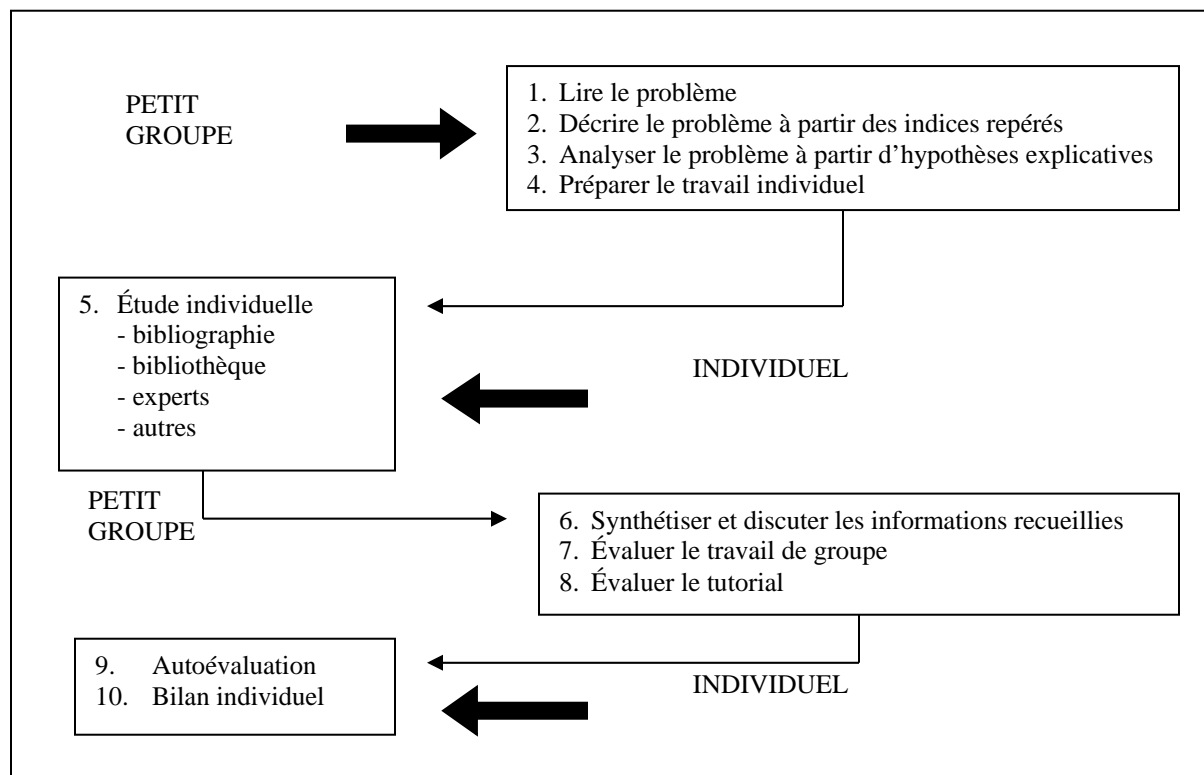 PETIT
GROUPE
1. Lire le problème
2. Décrire le problème à partir des indices repérés
3. Analyser le problème à partir d'hypothèses explicatives
4. Préparer le travail individuel
5. Étude individuelle
- bibliographie
- bibliothèque
- experts
- autres
INDIVIDUEL
PETIT
GROUPE
6. Synthétiser et discuter les informations recueillies
7. Évaluer le travail de groupe
8. Évaluer le tutorial
9. Autoévaluation
10. Bilan individuel
INDIVIDUEL